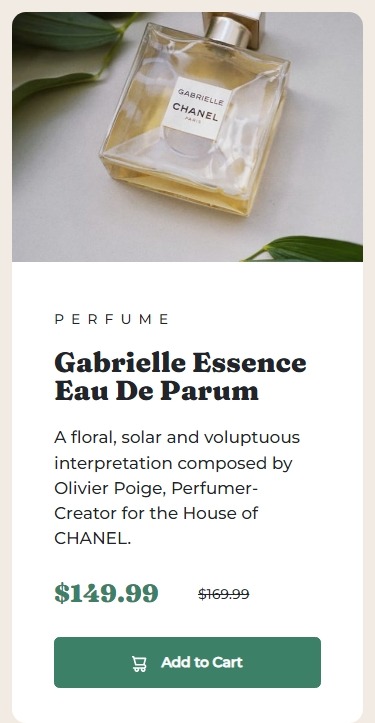 GABRIELLE
CHANEL
PARIS
PERFUME
Gabrielle Essence
Eau De Parum
A floral, solar and voluptuous
interpretation composed by
Olivier Poige, Perfumer-
Creator for the House of
CHANEL.
$149.99 $169.99
Add to Cart